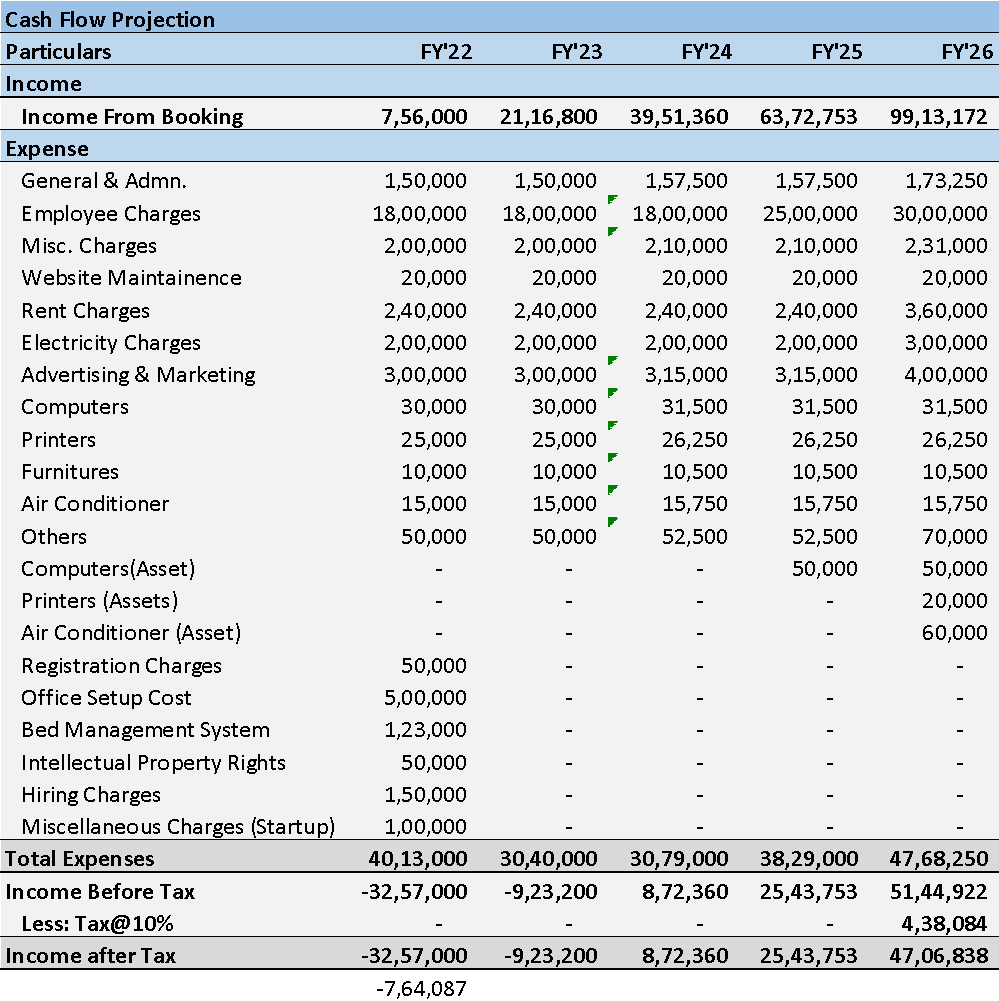 Cash Flow Projection
Particulars FY'22 FY'23 FY'24 FY'25 FY'26
Income
Income From Booking 7,56,000 21,16,800 39,51,360 63,72,753 99,13,172
Expense
General & Admn. 1,50,000 1,50,000 1,57,500 1,57,500 1,73,250
Employee Charges 18,00,000 18,00,000 18,00,000 25,00,000 30,00,000
Misc. Charges 2,00,000 2,00,000 2,10,000 2,10,000 2,31,000
Website Maintainence 20,000 20,000 20,000 20,000 20,000
Rent Charges 2,40,000 2,40,000 2,40,000 2,40,000 3,60,000
Electricity Charges 2,00,000 2,00,000 2,00,000 2,00,000 3,00,000
Advertising & Marketing 3,00,000 3,00,000 3,15,000 3,15,000 4,00,000
Computers 30,000 30,000 31,500 31,500 31,500
Printers 25,000 25,000 26,250 26,250 26,250
Furnitures 10,000 10,000 10,500 10,500 10,500
Air Conditioner 15,000 15,000 15,750 15,750 15,750
Others 50,000 50,000 52,500 52,500 70,000
Computers(Asset) - - - 50,000 50,000
Printers (Assets) - - - - 20,000
Air Conditioner (Asset) - - - - 60,000
Registration Charges 50,000 - - - -
Office Setup Cost 5,00,000 - - - -
Bed Management System 1,23,000 - - - -
Intellectual Property Rights 50,000 - - - -
Hiring Charges 1,50,000 - - - -
Miscellaneous Charges (Startup) 1,00,000 - - - -
Total Expenses 40,13,000 30,40,000 30,79,000 38,29,000 47,68,250
Income Before Tax -32,57,000 -9,23,200 8,72,360 25,43,753 51,44,922
Less: Tax@10% - - - - 4,38,084
Income after Tax -32,57,000 -9,23,200 8,72,360 25,43,753 47,06,838
-7,64,087